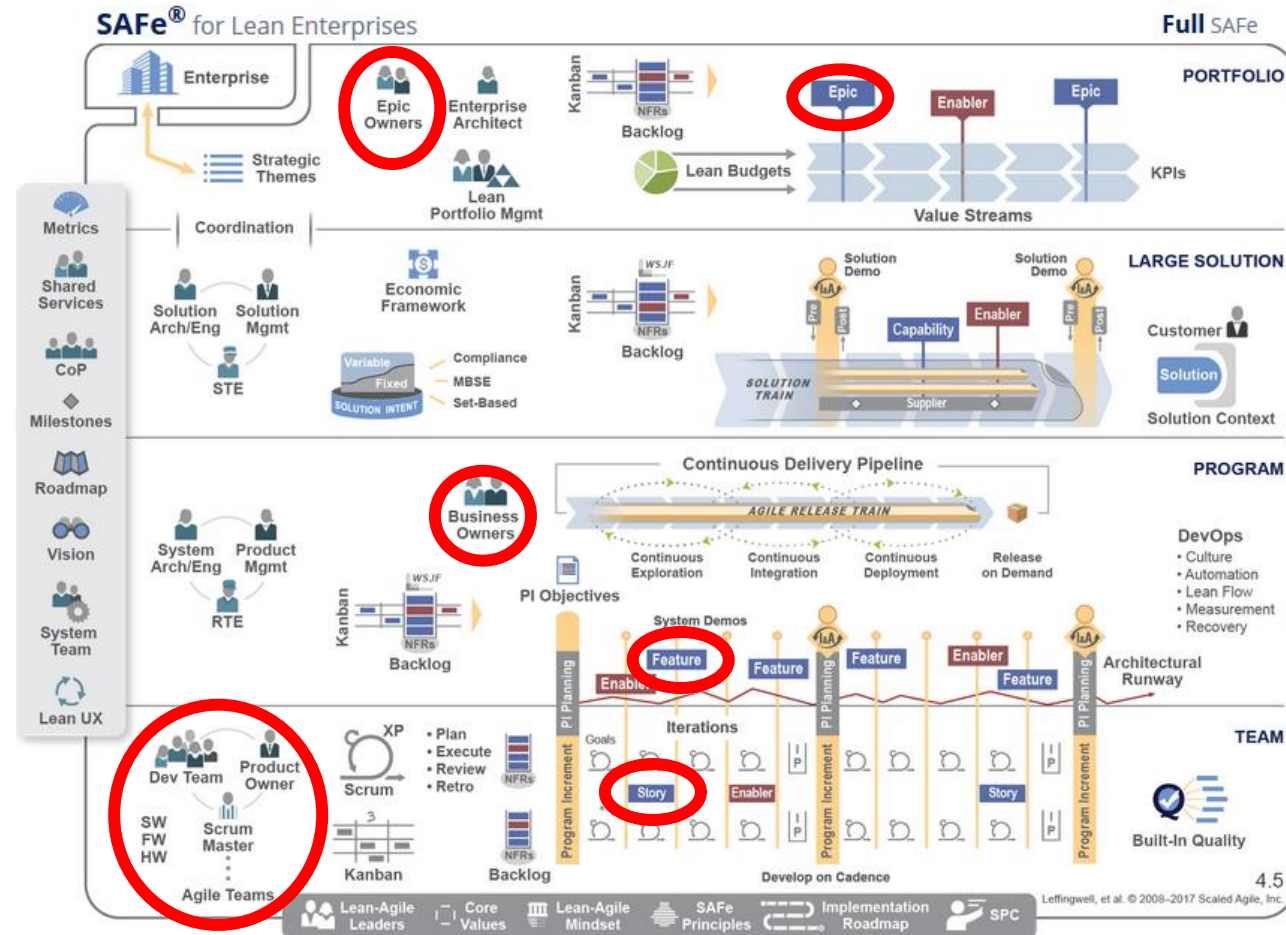 SAFe® for Lean Enterprises
Full SAFe
Enterprise
Epic
Owners
Enterprise
Architect
Kanban
NFRs
Backlog
Epic
Enabler
Epic
PORTFOLIO
Strategic
Themes
Lean
Portfolio Mgmt
Lean Budgets
KPIs
Value Streams
Metrics
Shared
Services
CoP
Milestones
Roadmap
Vision
System
Team
Lean UX
Coordination
Solution
Arch/Eng
Solution
Mgmt
STE
Economic
Framework
Variable
Fixed
SOLUTION INTENT
Compliance
MBSE
Set-Based
Kanban
WSJF
NFRs
Backlog
Solution
Demo
I&A
Pre
Post
Capability
Enabler
Solution
Demo
I&A
Pre
Post
SOLUTION
TRAIN
Supplier
LARGE SOLUTION
Customer
Solution
Solution Context
System
Arch/Eng
Product
Mgmt
RTE
Business
Owners
Kanban
WSJF
NFRs
Backlog
Continuous Delivery Pipeline
AGILE RELEASE TRAIN
Continuous
Exploration
Continuous
Integration
Continuous
Deployment
Release
on Demand
PROGRAM
DevOps
• Culture
• Automation
• Lean Flow
• Measurement
• Recovery
PI Objectives
System Demos
Enabler
Feature
Feature
I&A
Feature
Enabler
Feature
I&A
Architectural
Runway
PI Planning
PI Planning
PI Planning
Dev Team
Product
Owner
Scrum
Master
SW
FW
HW
Agile Teams
XP
Scrum
• Plan
• Execute
• Review
• Retro
3
Kanban
NFRs
NFRs
Backlog
Program Increment
Goals
Iterations
Story
Enabler
I
P
I
P
Program Increment
Story
I
P
I
P
Program Increment
Develop on Cadence
TEAM
Built-In Quality
4.5
Leffingwell, et al. © 2008–2017 Scaled Agile, Inc.
Lean-Agile
Leaders
Core
Values
Lean-Agile
Mindset
SAFe
Principles
Implementation
Roadmap
SPC